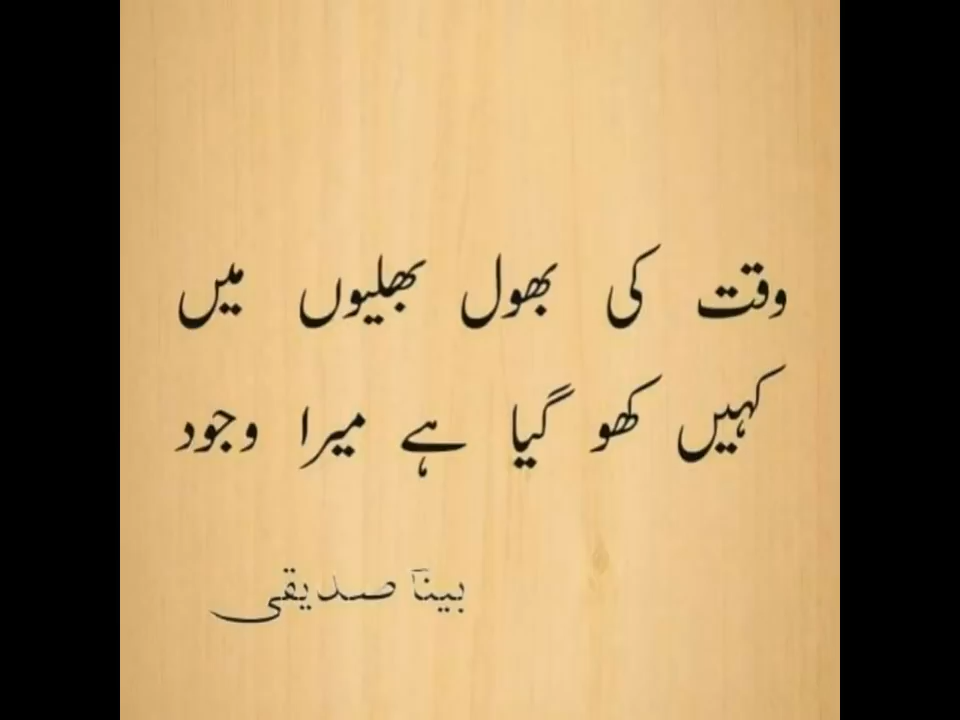 وقت کی بھول بھلیوں میں
کہیں کھو گیا ہے میرا وجود
بیناؔ صدیقی